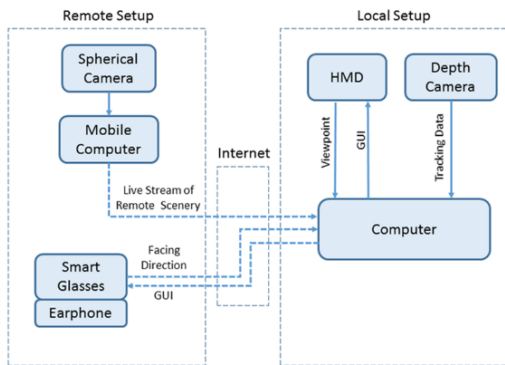 Remote Setup
Local Setup
Spherical
Camera
Mobile
Computer
Internet
HMD
Depth
Camera
Viewpoint
GUI
Tracking Data
Live Stream of
Remote Scenery
Computer
Facing
Direction
GUI
Smart
Glasses
Earphone